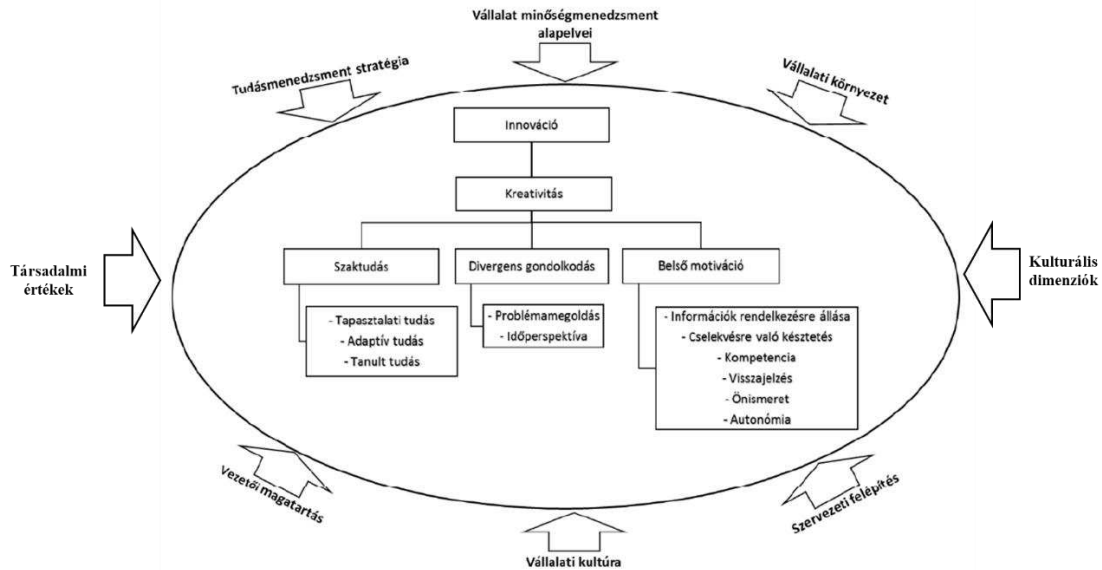 Vállalat minőségmenedzsment
alapelvei
Tudásmenedzsment stratégia
Vállalati környezet
Innováció
Kreativitás
Szaktudás
Divergens gondolkodás
Belső motiváció
- Tapasztalati tudás
- Adaptív tudás
- Tanult tudás
- Problémamegoldás
- Időperspektíva
- Információk rendelkezésre állása
- Cselekvésre való késztetés
- Kompetencia
- Visszajelzés
- Önismeret
- Autonómia
Társadalmi
értékek
Kulturális
dimenziók
Vezetői magatartás
Szervezeti felépítés
Vállalati kultúra